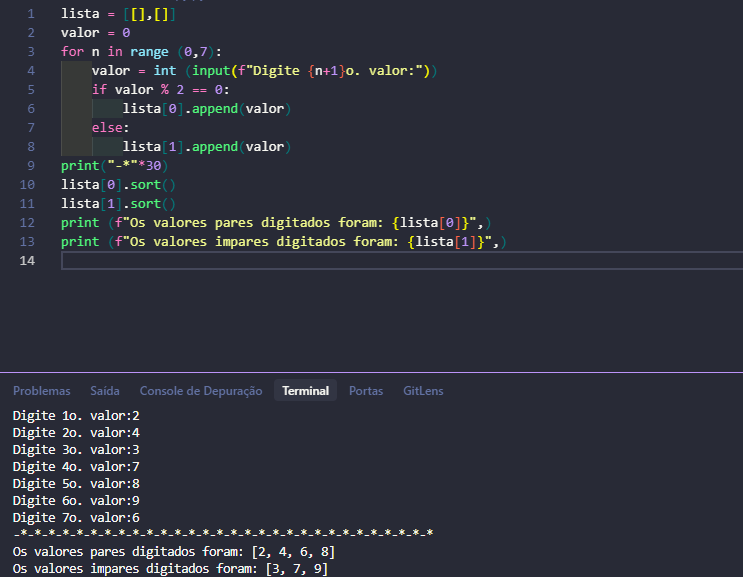 1 lista = [[],[]]
2 valor = 0
3 for n in range (0,7):
4 valor = int (input(f"Digite {n+1}o. valor:"))
5 if valor % 2 == 0:
6 lista[0].append(valor)
7 else:
8 lista[1].append(valor)
9 print("-*"*30)
10 lista[0].sort()
11 lista[1].sort()
12 print (f"Os valores pares digitados foram: {lista[0]}",)
13 print (f"Os valores impares digitados foram: {lista[1]}",)
14
Problemas Saída Console de Depuração Terminal Portas GitLens
Digite 1o. valor:2
Digite 2o. valor:4
Digite 3o. valor:3
Digite 4o. valor:7
Digite 5o. valor:8
Digite 6o. valor:9
Digite 7o. valor:6
-*-*-*-*-*-*-*-*-*-*-*-*-*-*-*-*-*-*-*-*-*-*-*-*-*-*-*-*-*-*
Os valores pares digitados foram: [2, 4, 6, 8]
Os valores impares digitados foram: [3, 7, 9]